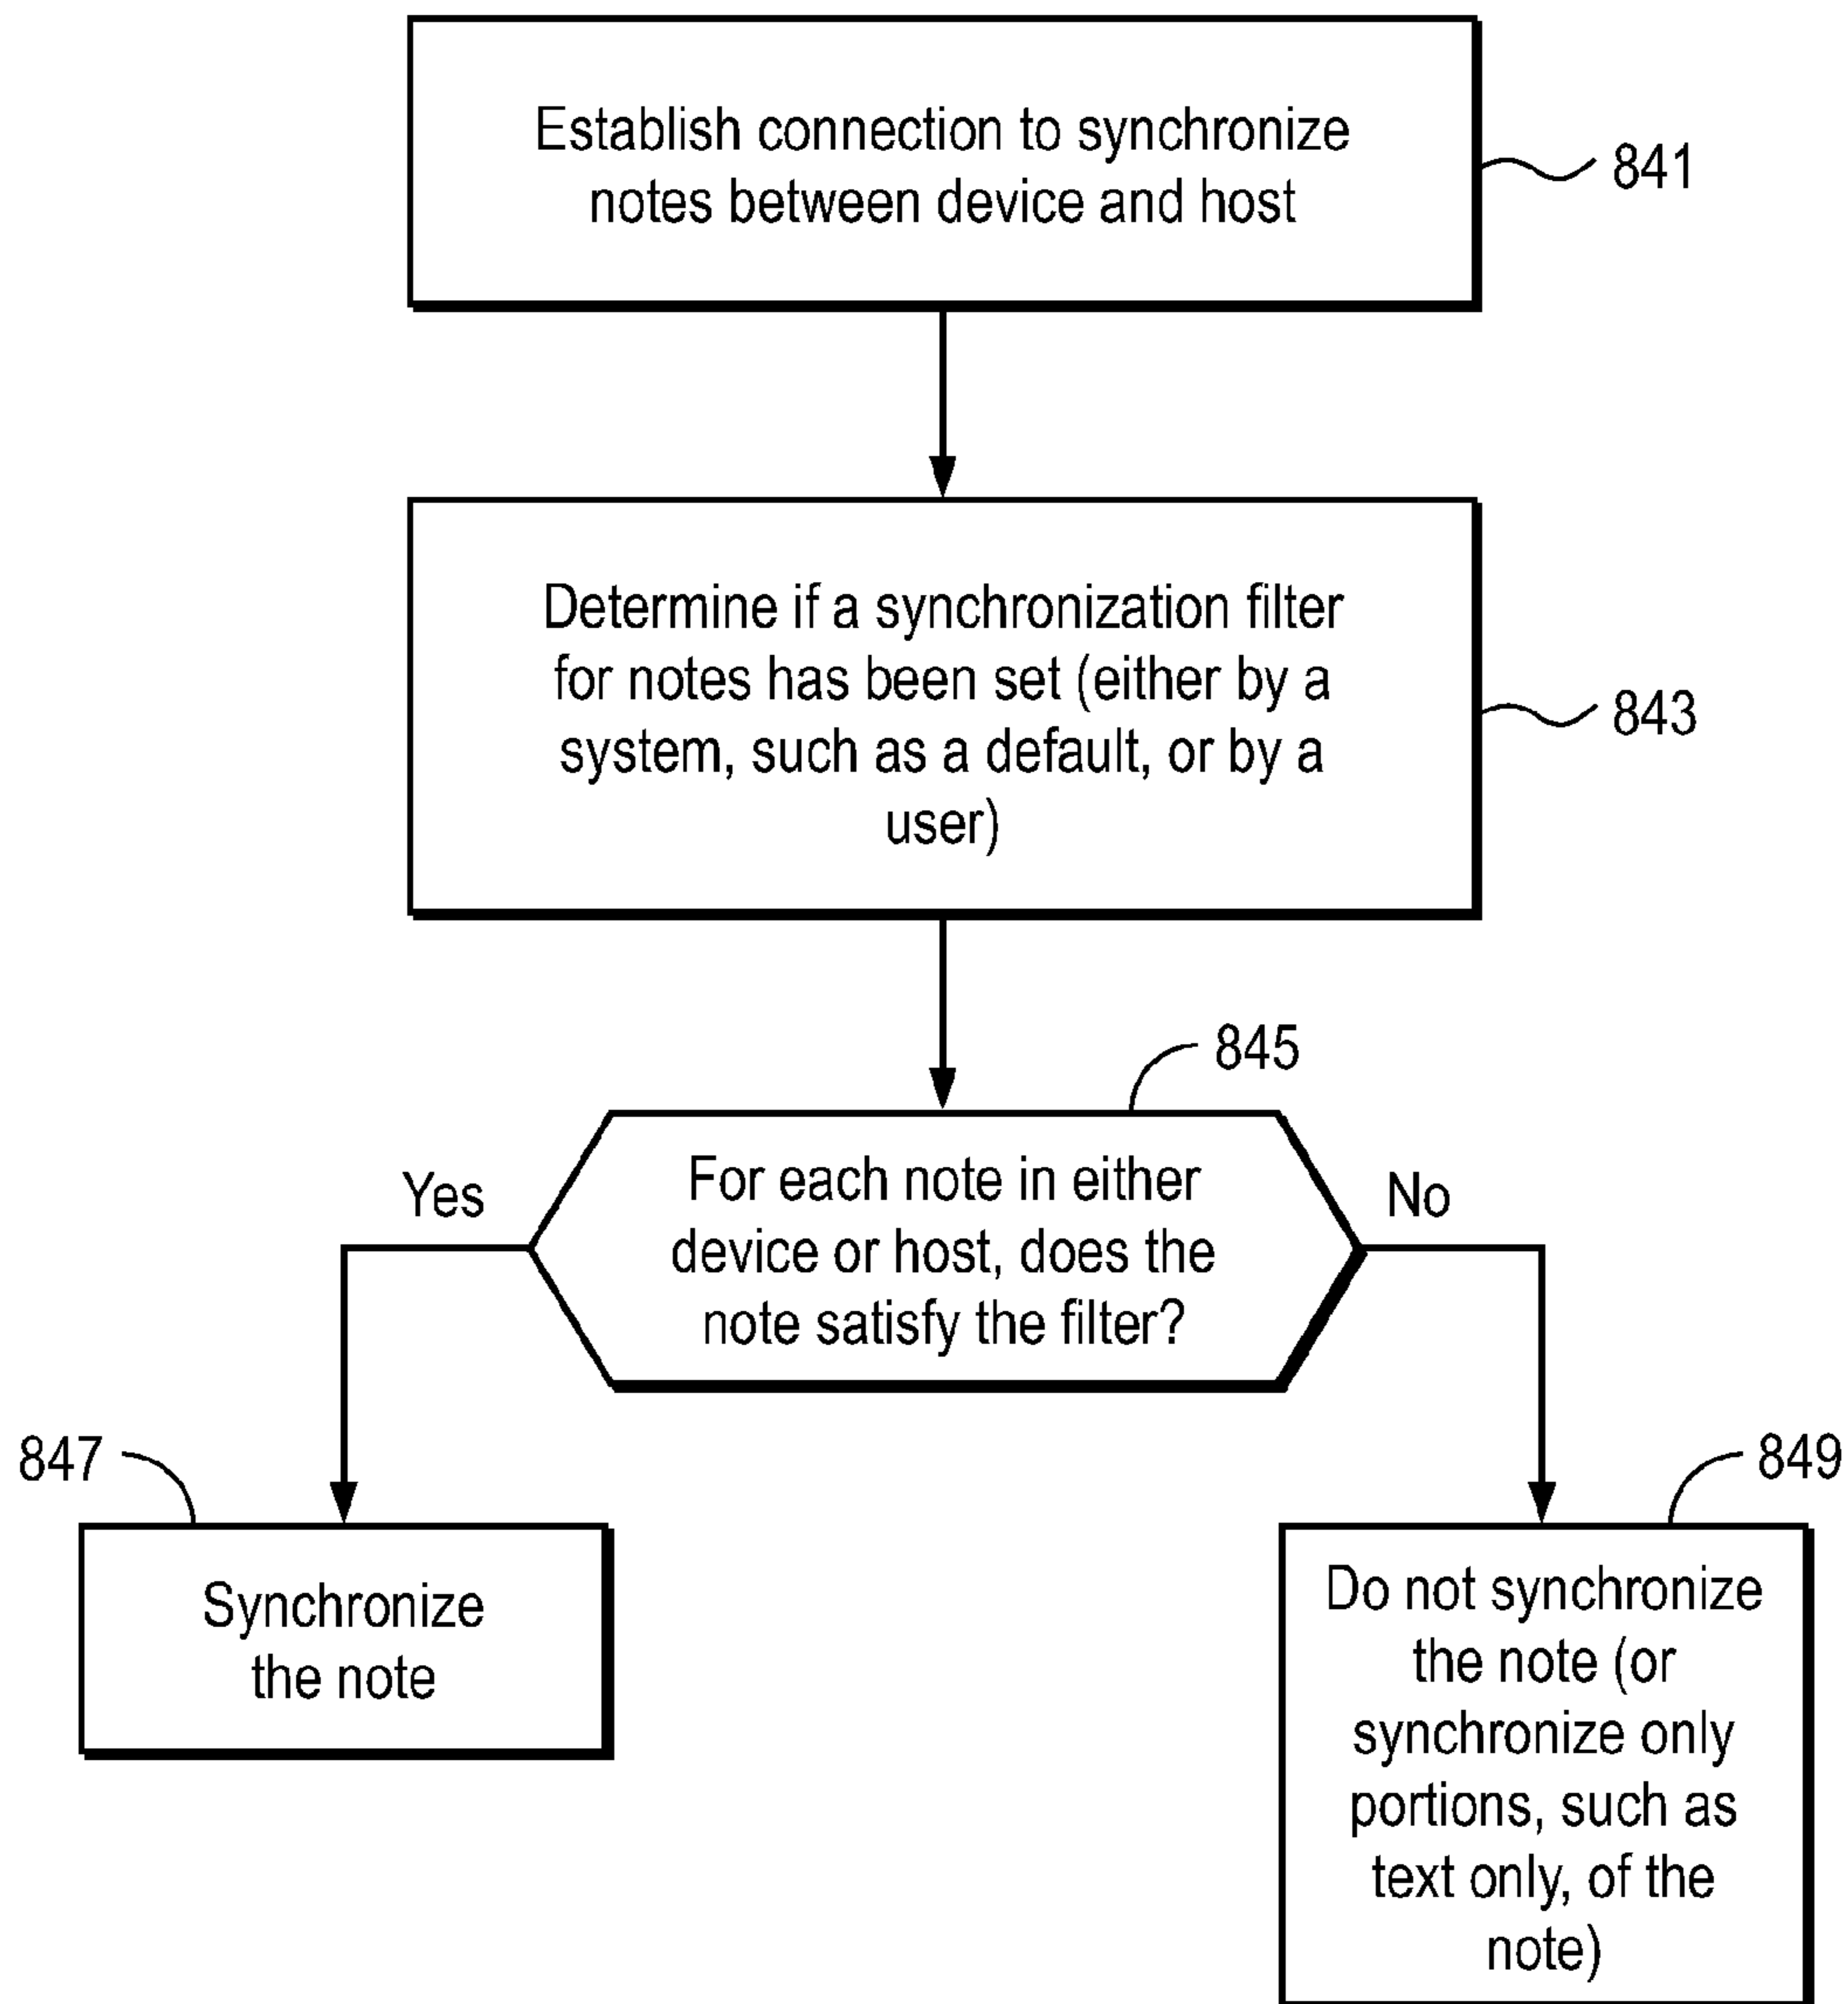 Establish connection to synchronize
notes between device and host
841
Determine if a synchronization filter
for notes has been set (either by a
system, such as a default, or by a
user)
843
845
Yes
For each note in either
device or host, does the
note satisfy the filter?
No
847
Synchronize
the note
849
Do not synchronize
the note (or
synchronize only
portions, such as
text only, of the
note)